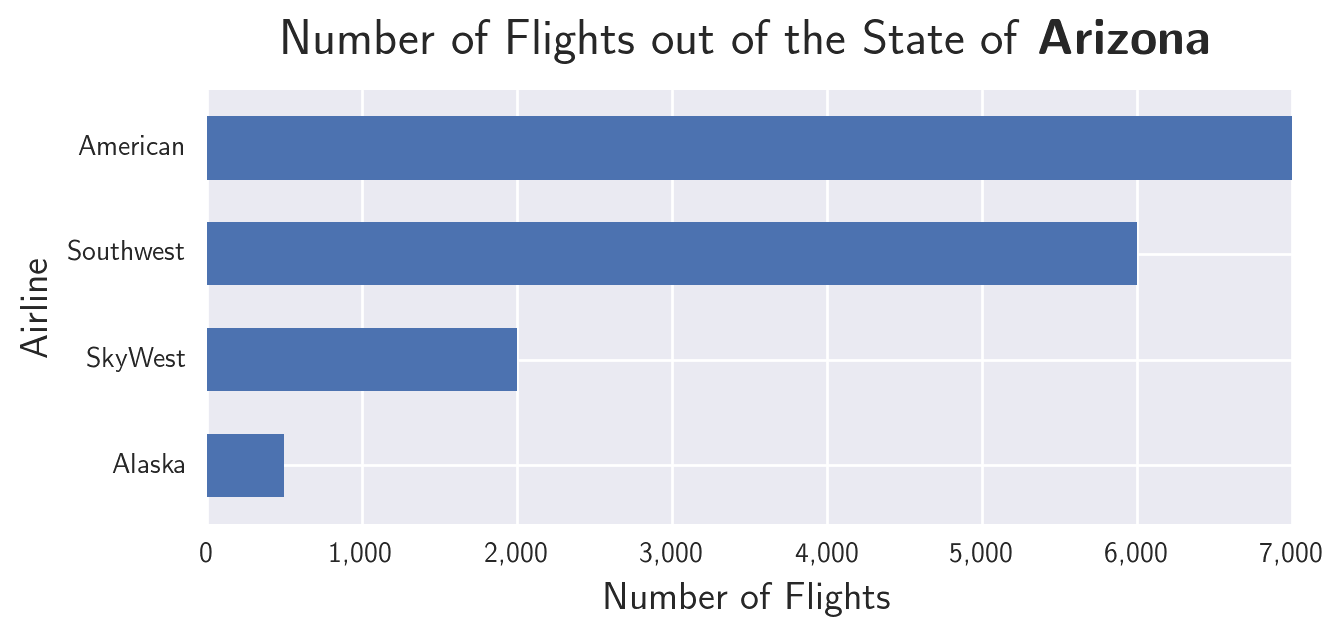 Number of Flights out of the State of Arizona
American
Southwest
SkyWest
Alaska
Airline
0 1,000 2,000 3,000 4,000 5,000 6,000 7,000
Number of Flights